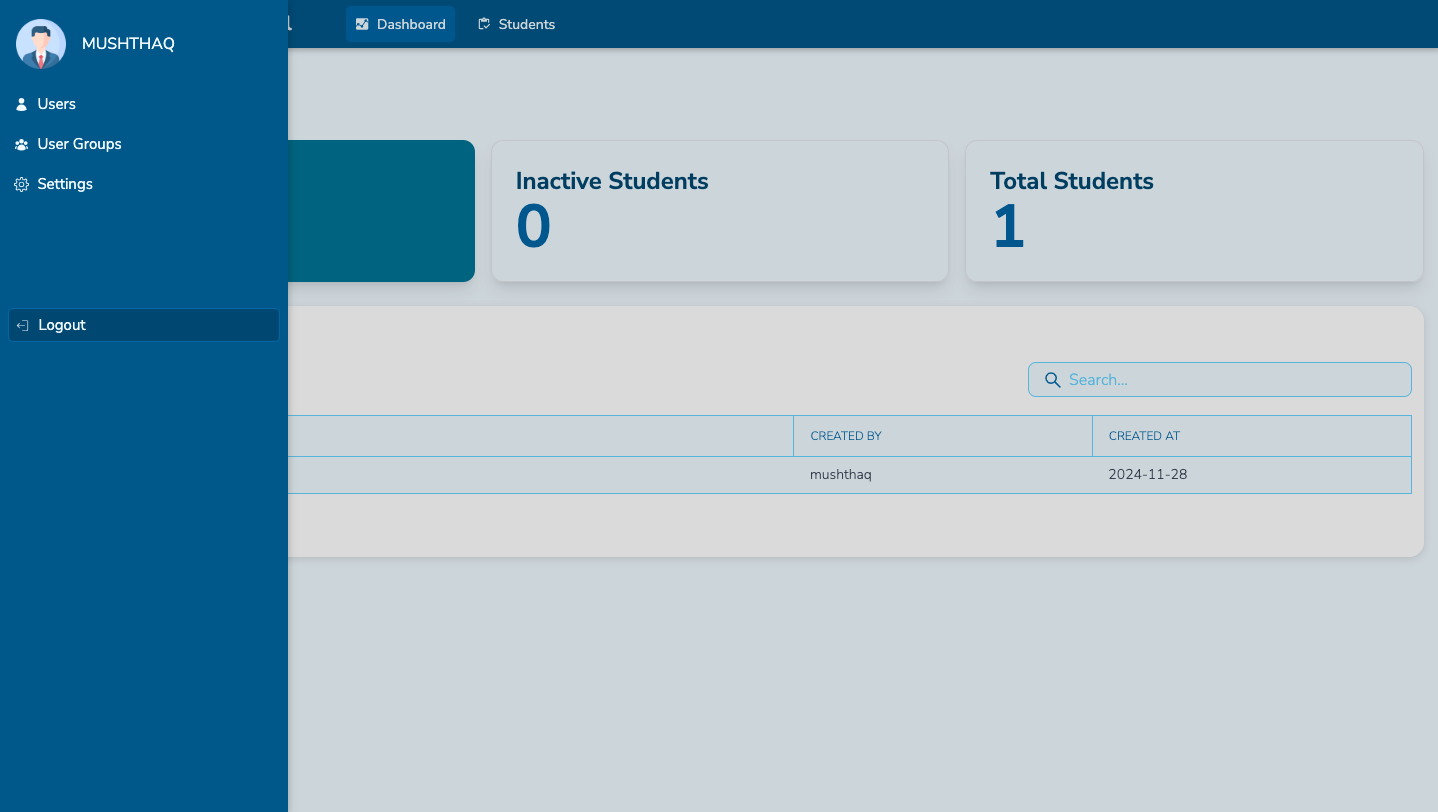 MUSHTHAQ
Users
User Groups
Settings
Logout
Dashboard
Students
Inactive Students
0
Total Students
1
Search...
CREATED BY
CREATED AT
mushthaq
2024-11-28